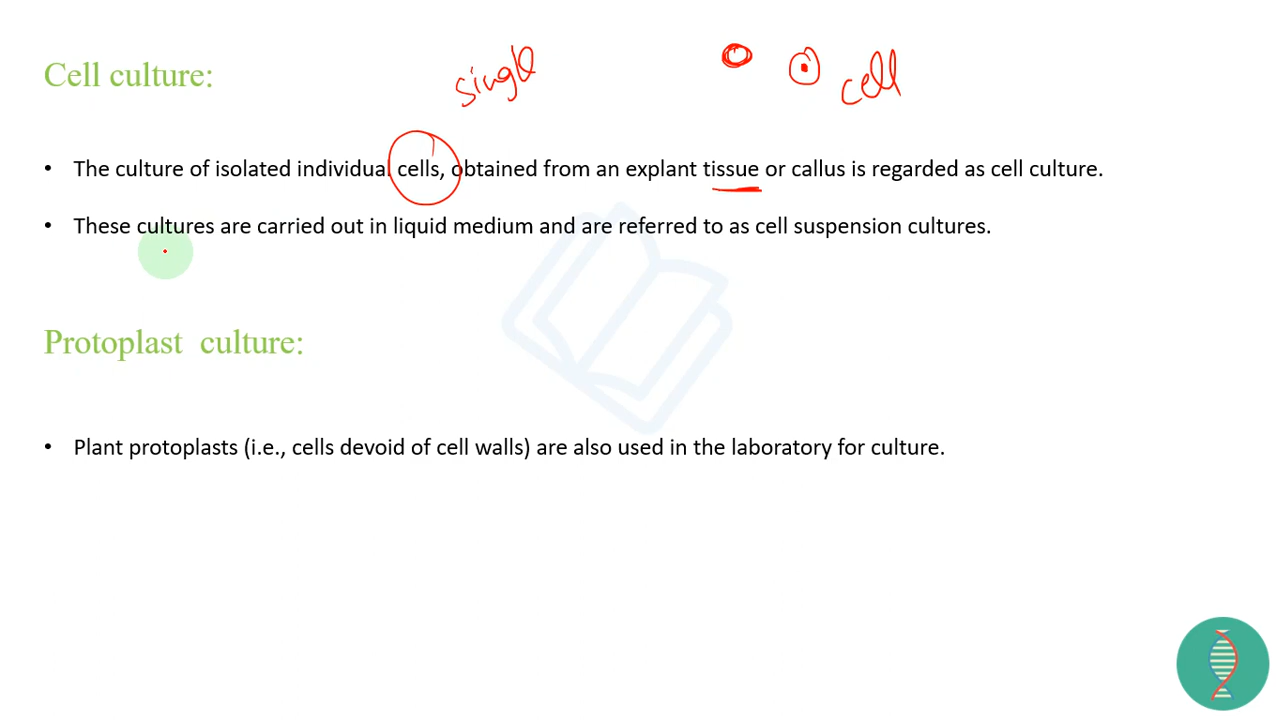 Cell culture:
single
cell
• The culture of isolated individual cells, obtained from an explant tissue or callus is regarded as cell culture.
• These cultures are carried out in liquid medium and are referred to as cell suspension cultures.
Protoplast culture:
• Plant protoplasts (i.e., cells devoid of cell walls) are also used in the laboratory for culture.